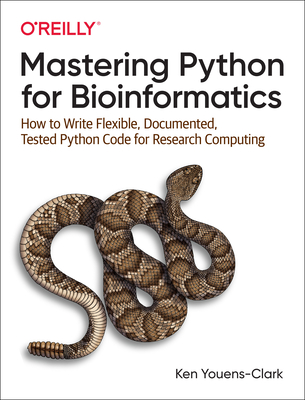 O'REILLY®
Mastering Python
for Bioinformatics
How to Write Flexible, Documented,
Tested Python Code for Research Computing
Ken Youens-Clark